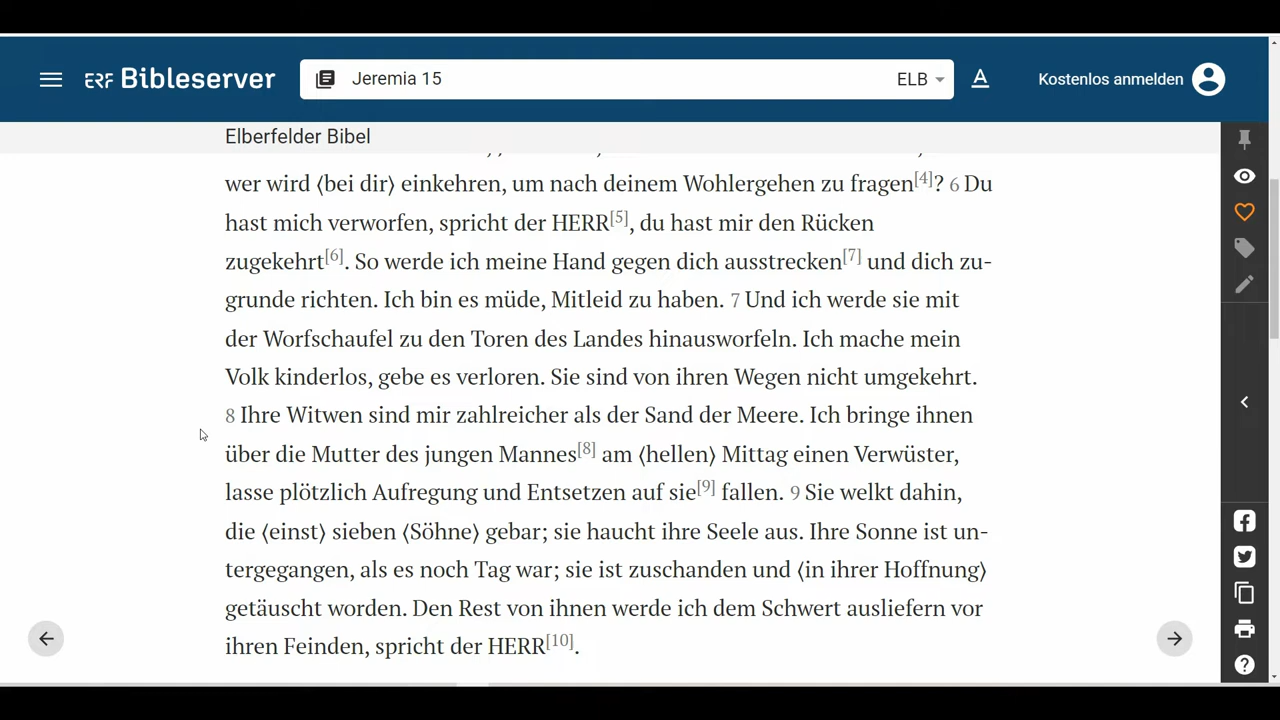 ERF Bibleserver
Jeremia 15
ELB
A
Kostenlos anmelden
Elberfelder Bibel
wer wird ⟨bei dir⟩ einkehren, um nach deinem Wohlergehen zu fragen[4]? 6 Du
hast mich verworfen, spricht der HERR[5], du hast mir den Rücken
zugekehrt[6]. So werde ich meine Hand gegen dich ausstrecken[7] und dich zu-
grunde richten. Ich bin es müde, Mitleid zu haben. 7 Und ich werde sie mit
der Worfschaufel zu den Toren des Landes hinausworfeln. Ich mache mein
Volk kinderlos, gebe es verloren. Sie sind von ihren Wegen nicht umgekehrt.
8 Ihre Witwen sind mir zahlreicher als der Sand der Meere. Ich bringe ihnen
über die Mutter des jungen Mannes[8] am ⟨hellen⟩ Mittag einen Verwüster,
lasse plötzlich Aufregung und Entsetzen auf sie[9] fallen. 9 Sie welkt dahin,
die ⟨einst⟩ sieben ⟨Söhne⟩ gebar; sie haucht ihre Seele aus. Ihre Sonne ist un-
tergegangen, als es noch Tag war; sie ist zuschanden und ⟨in ihrer Hoffnung⟩
getäuscht worden. Den Rest von ihnen werde ich dem Schwert ausliefern vor
ihren Feinden, spricht der HERR[10].